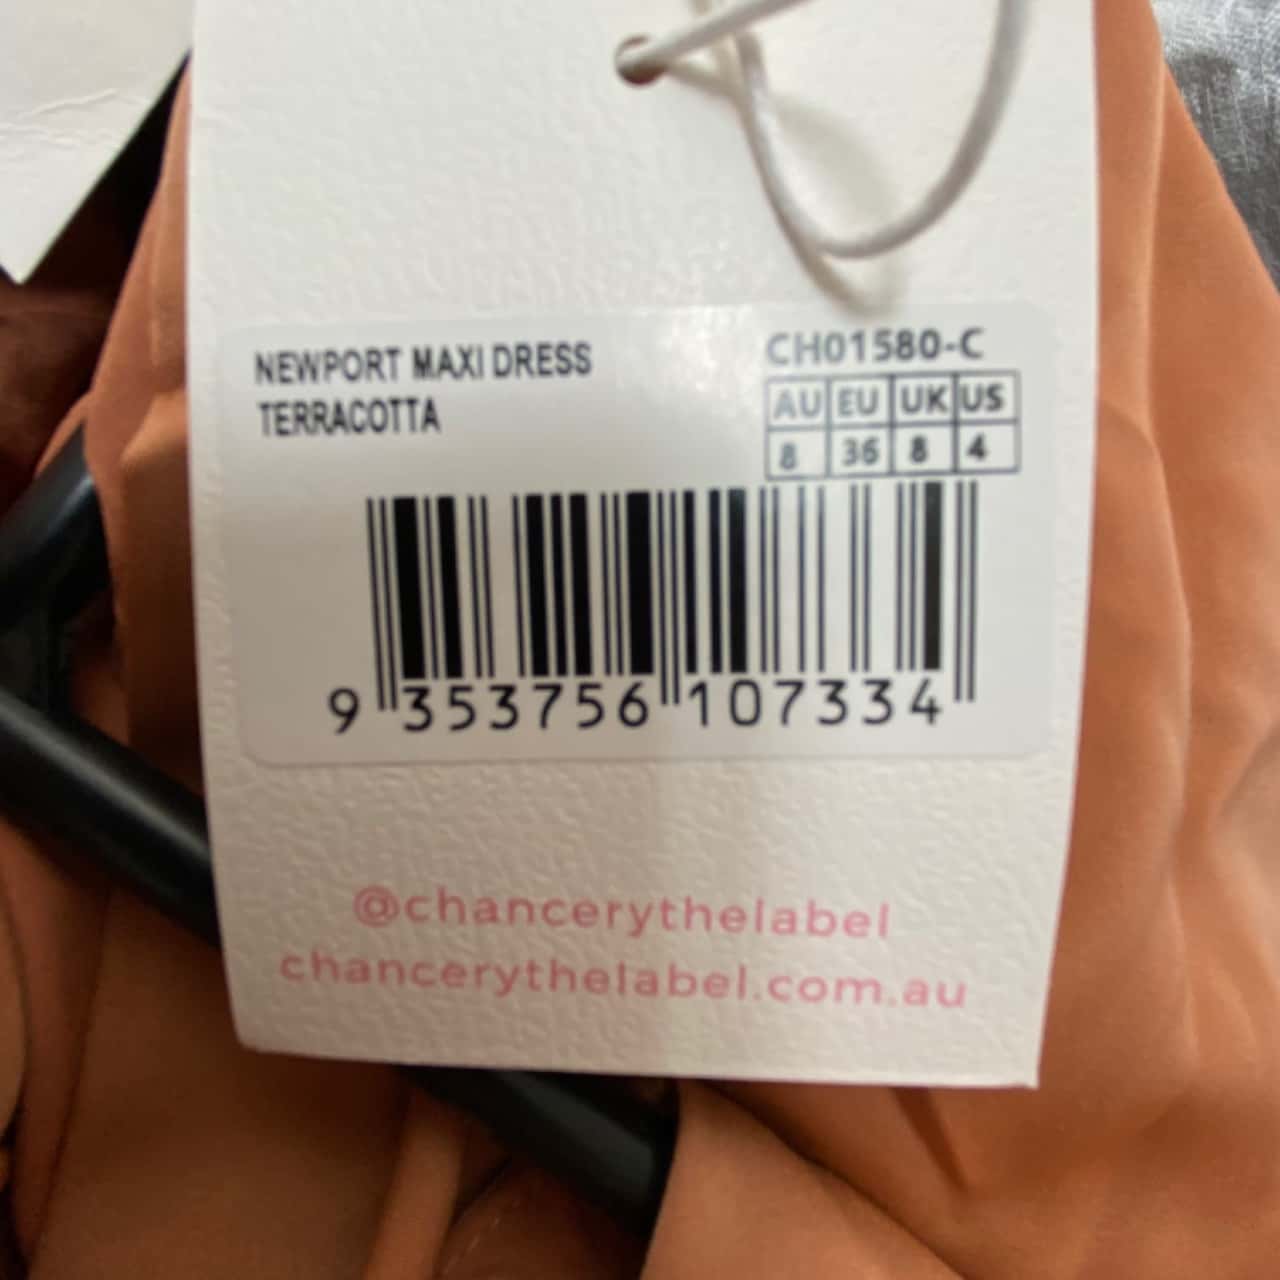 NEWPORT MAXI DRESS
TERRACOTTA
CH01580-C
AU EU UK US
8 36 8 4
9 353756 107334
@chancerythelabel
chancerythelabel.com.au